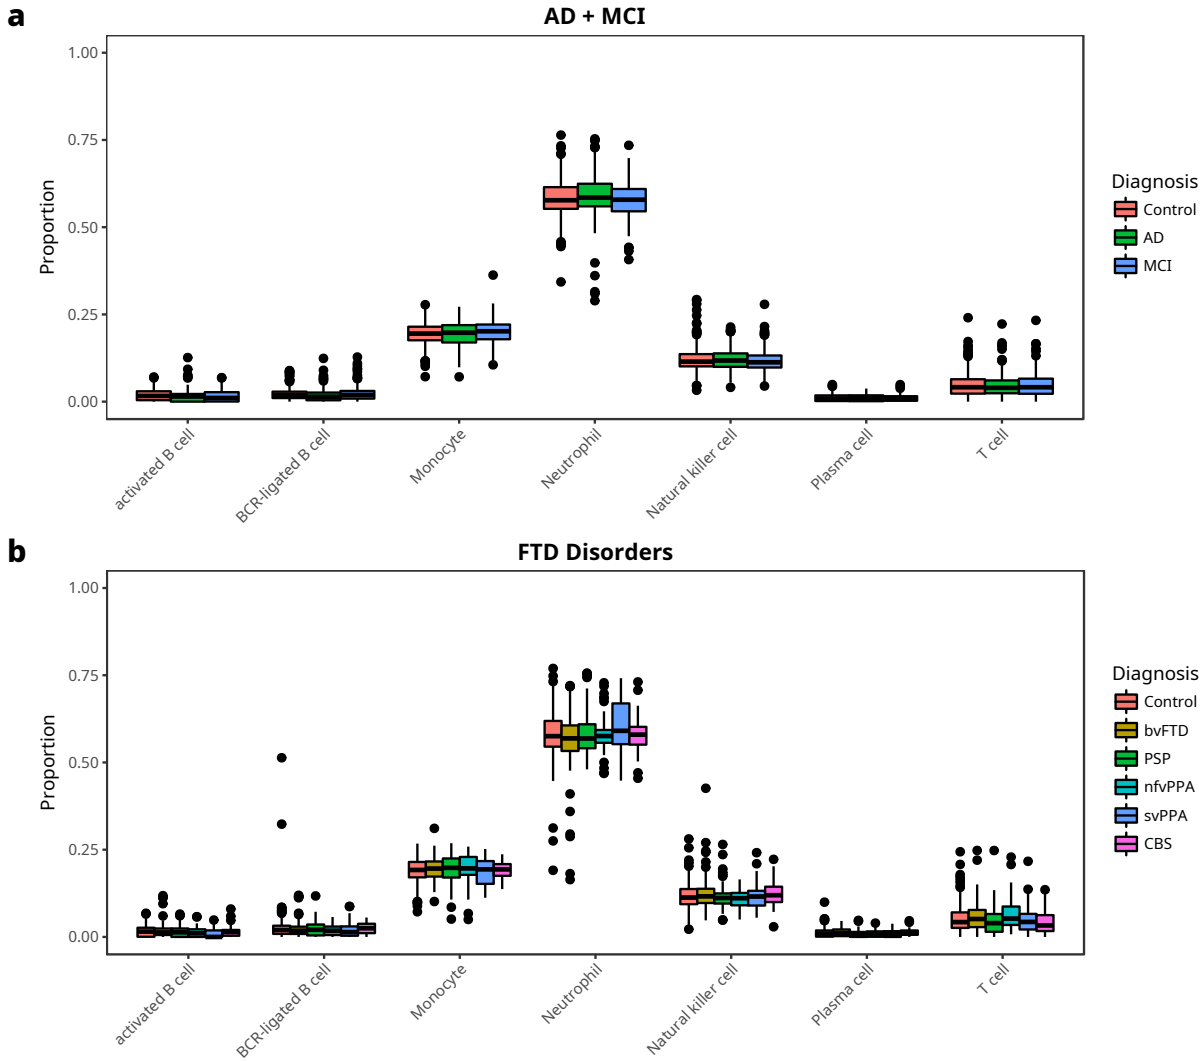 a
AD + MCI
1.00
0.75
0.50
0.25
0.00
Proportion
activated B cell
BCR-ligated B cell
Monocyte
Neutrophil
Natural killer cell
Plasma cell
T cell
Diagnosis
Control
AD
MCI
b
FTD Disorders
1.00
0.75
0.50
0.25
0.00
Proportion
activated B cell
BCR-ligated B cell
Monocyte
Neutrophil
Natural killer cell
Plasma cell
T cell
Diagnosis
Control
bvFTD
PSP
nfvPPA
svPPA
CBS